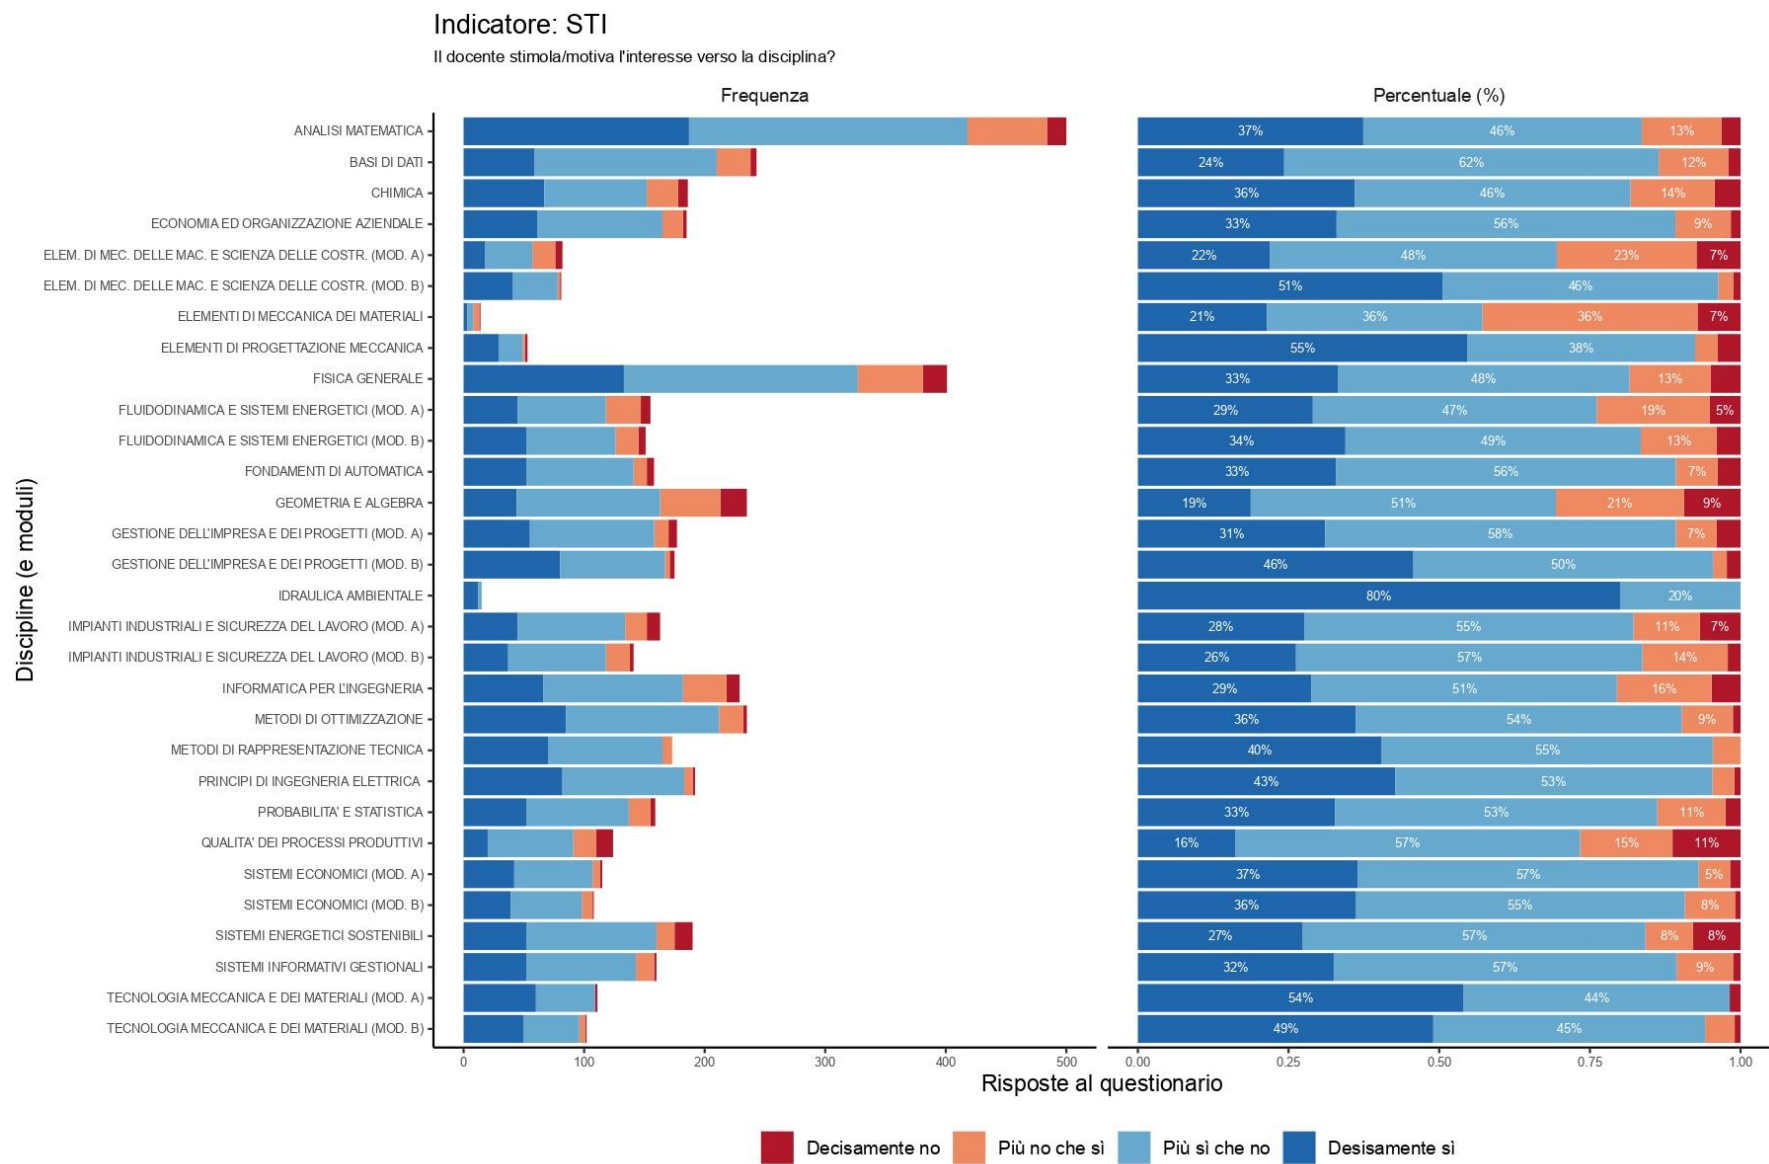 Indicatore: STI
Il docente stimola/motiva l'interesse verso la disciplina?
Frequenza
Percentuale (%)
Discipline (e moduli)
ANALISI MATEMATICA 37% 46% 13%
BASI DI DATI 24% 62% 12%
CHIMICA 36% 46% 14%
ECONOMIA ED ORGANIZZAZIONE AZIENDALE 33% 56% 9%
ELEM. DI MEC. DELLE MAC. E SCIENZA DELLE COSTR. (MOD. A) 22% 48% 23% 7%
ELEM. DI MEC. DELLE MAC. E SCIENZA DELLE COSTR. (MOD. B) 51% 46%
ELEMENTI DI MECCANICA DEI MATERIALI 21% 36% 36% 7%
ELEMENTI DI PROGETTAZIONE MECCANICA 55% 38%
FISICA GENERALE 33% 48% 13%
FLUIDODINAMICA E SISTEMI ENERGETICI (MOD. A) 29% 47% 19% 5%
FLUIDODINAMICA E SISTEMI ENERGETICI (MOD. B) 34% 49% 13%
FONDAMENTI DI AUTOMATICA 33% 56% 7%
GEOMETRIA E ALGEBRA 19% 51% 21% 9%
GESTIONE DELL'IMPRESA E DEI PROGETTI (MOD. A) 31% 58% 7%
GESTIONE DELL'IMPRESA E DEI PROGETTI (MOD. B) 46% 50%
IDRAULICA AMBIENTALE 80% 20%
IMPIANTI INDUSTRIALI E SICUREZZA DEL LAVORO (MOD. A) 28% 55% 11% 7%
IMPIANTI INDUSTRIALI E SICUREZZA DEL LAVORO (MOD. B) 26% 57% 14%
INFORMATICA PER L'INGEGNERIA 29% 51% 16%
METODI DI OTTIMIZZAZIONE 36% 54% 9%
METODI DI RAPPRESENTAZIONE TECNICA 40% 55%
PRINCIPI DI INGEGNERIA ELETTRICA 43% 53%
PROBABILITA' E STATISTICA 33% 53% 11%
QUALITA' DEI PROCESSI PRODUTTIVI 16% 57% 15% 11%
SISTEMI ECONOMICI (MOD. A) 37% 57% 5%
SISTEMI ECONOMICI (MOD. B) 36% 55% 8%
SISTEMI ENERGETICI SOSTENIBILI 27% 57% 8% 8%
SISTEMI INFORMATIVI GESTIONALI 32% 57% 9%
TECNOLOGIA MECCANICA E DEI MATERIALI (MOD. A) 54% 44%
TECNOLOGIA MECCANICA E DEI MATERIALI (MOD. B) 49% 45%
0 100 200 300 400 500 0.00 0.25 0.50 0.75 1.00
Risposte al questionario
Decisamente no Più no che sì Più sì che no Desisamente sì